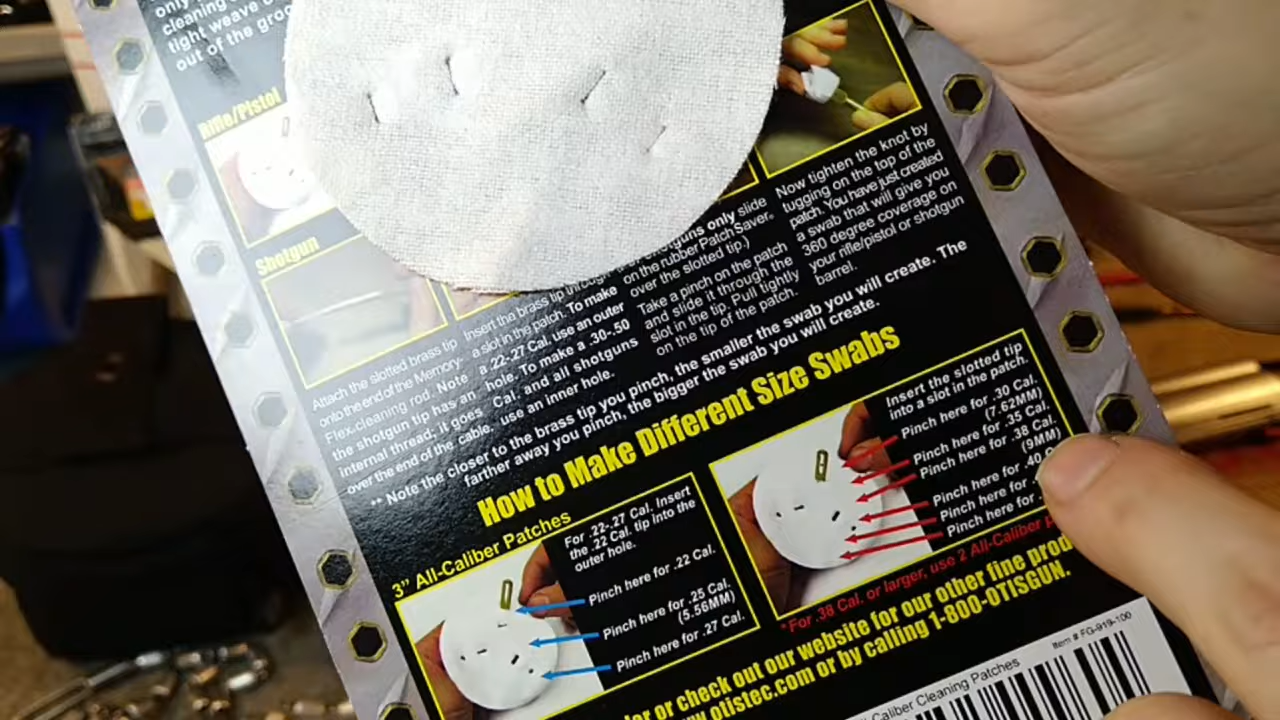 only
cleaning
tight weave
out of the
Rifle/Pistol
Shotgun
Attach the slotted brass tip
onto the end of the Memory-
Flex cleaning rod. Note
the shotgun tip has an
internal thread; it goes
over the end of the cable.
Insert the brass tip through
a slot in the patch. To make
a .22-27 Cal. use an outer
hole. To make a .30-.50
Cal. and all shotguns
use an inner hole.
only slide
on the rubber PatchSaver.
over the slotted tip.)
Take a pinch on the patch
and slide it through the
slot in the tip. Pull tightly
on the tip of the patch.
Now tighten the knot by
tugging on the top of the
patch. You have just created
a swab that will give you
360 degree coverage on
your rifle/pistol or shotgun
barrel.
** Note the closer to the brass tip you pinch, the smaller the swab you will create. The
farther away you pinch, the bigger the swab you will create.
How to Make Different Size Swabs
3" All-Caliber Patches
For .22-.27 Cal. Insert
the .22 Cal. tip into the
outer hole.
Pinch here for .22 Cal.
Pinch here for .25 Cal.
(5.56MM)
Pinch here for .27 Cal.
Insert the slotted tip
into a slot in the patch.
Pinch here for .30 Cal.
(7.62MM)
Pinch here for .35 Cal.
Pinch here for .38 Cal.
(9MM)
Pinch here for .40
Pinch here for
Pinch here for
*For .38 Cal. or larger, use 2 All-Caliber
or check out our website for our other fine
otistec.com or by calling 1-800-OTISGUN.
Item # FG-919-100
Caliber Cleaning Patches